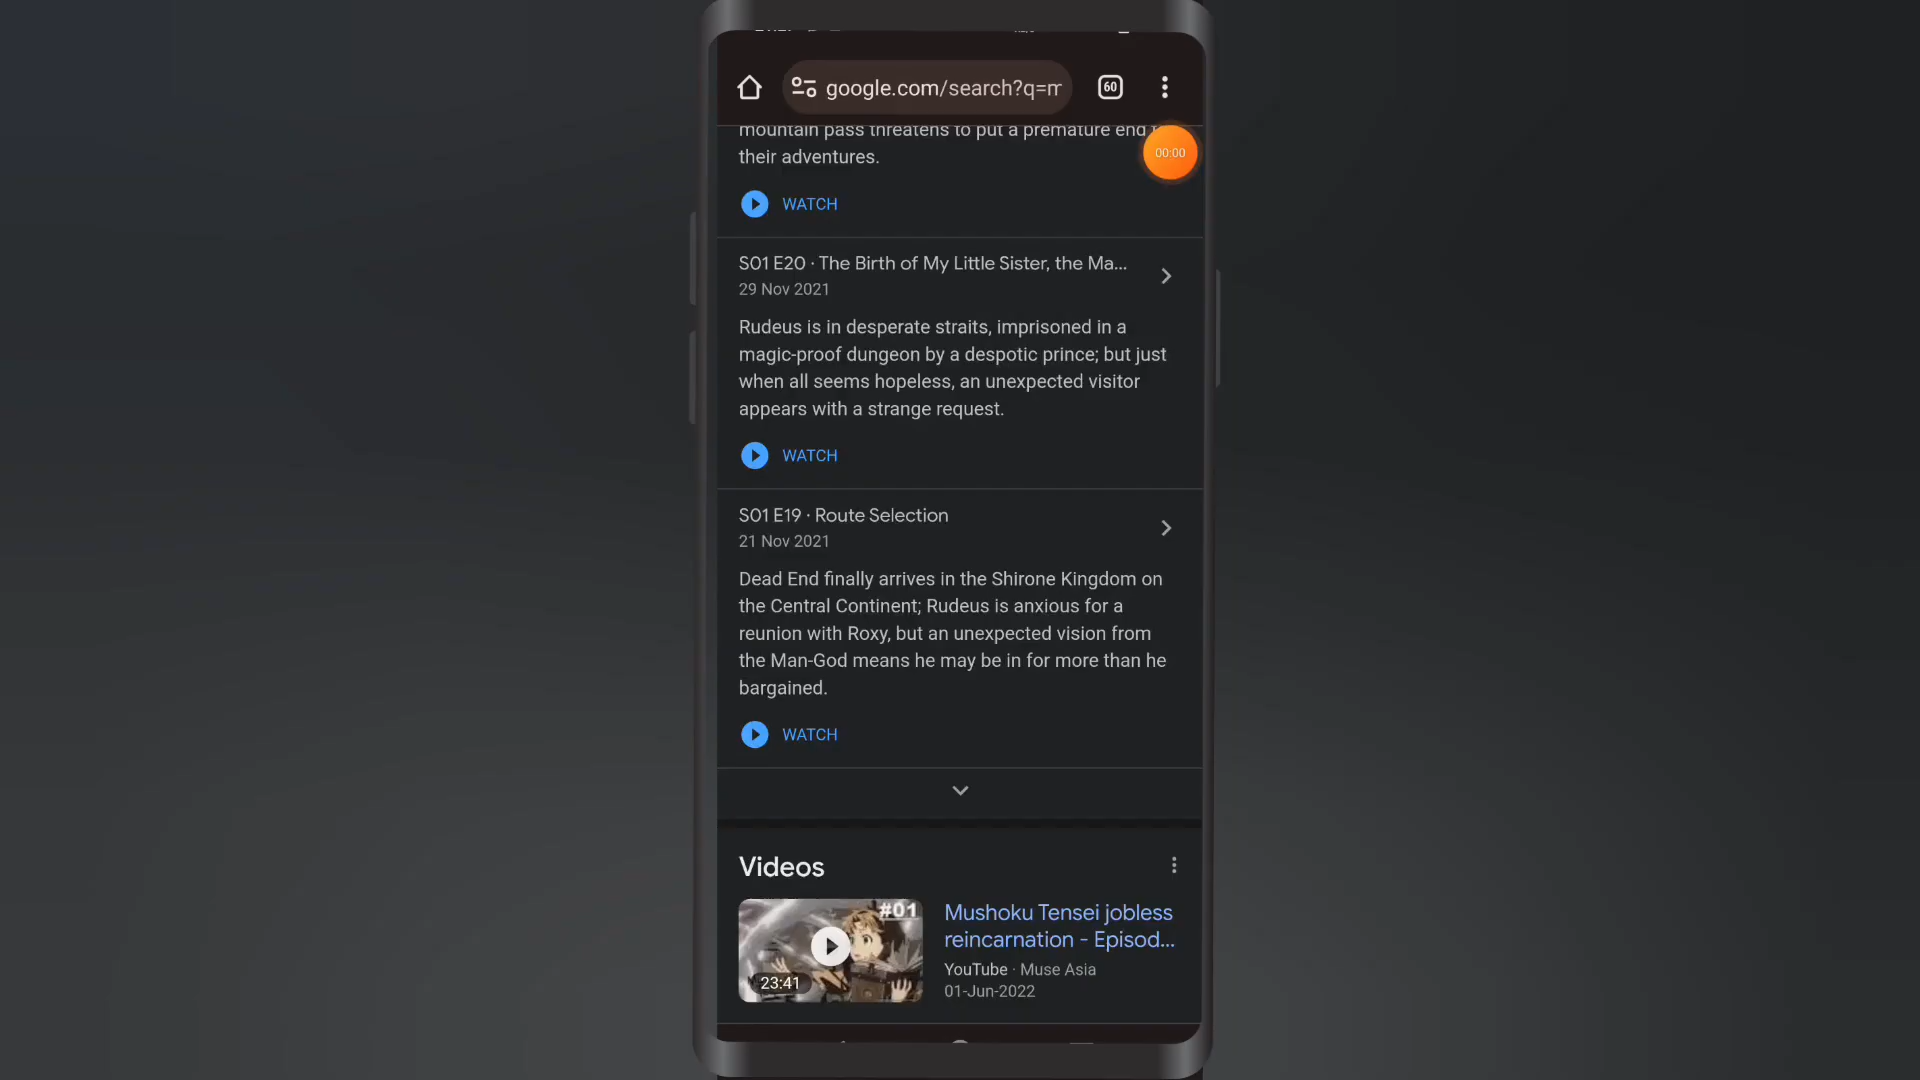 google.com/search?q=m
60
mountain pass threatens to put a premature end
their adventures.
00:00
WATCH
S01 E20 · The Birth of My Little Sister, the Ma...
29 Nov 2021
Rudeus is in desperate straits, imprisoned in a
magic-proof dungeon by a despotic prince; but just
when all seems hopeless, an unexpected visitor
appears with a strange request.
WATCH
S01 E19 · Route Selection
21 Nov 2021
Dead End finally arrives in the Shirone Kingdom on
the Central Continent; Rudeus is anxious for a
reunion with Roxy, but an unexpected vision from
the Man-God means he may be in for more than he
bargained.
WATCH
Videos
#01
23:41
Mushoku Tensei jobless
reincarnation - Episod...
YouTube · Muse Asia
01-Jun-2022